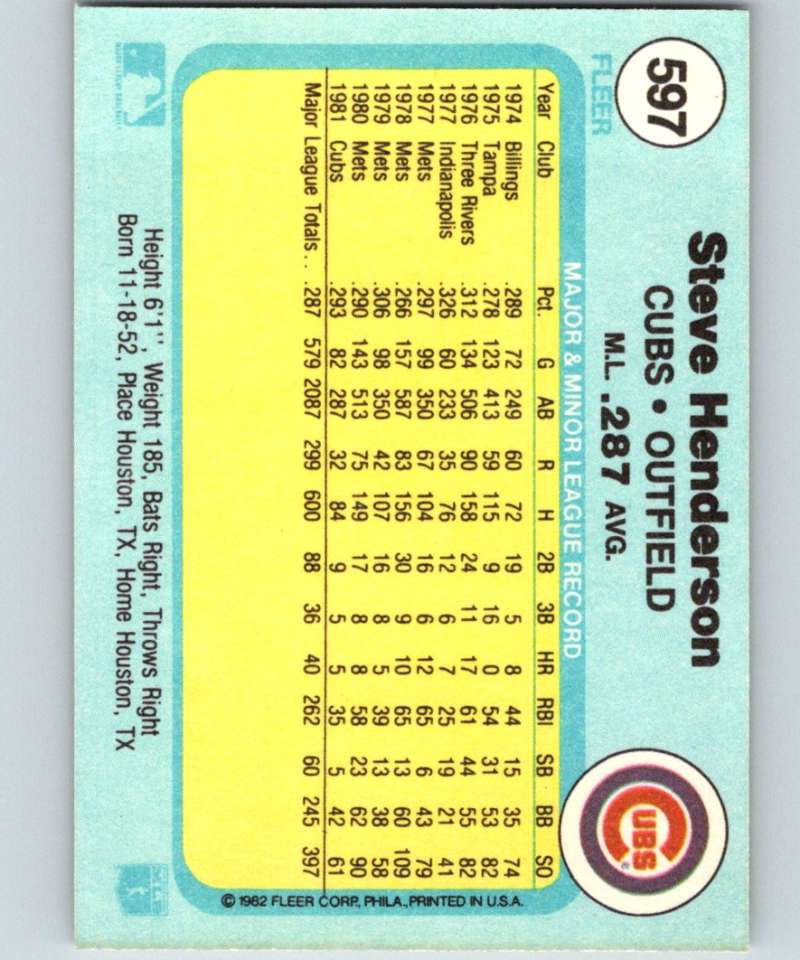 597
FLEER
Steve Henderson
CUBS • OUTFIELD
M.L. .287 AVG.
CUBS
MAJOR & MINOR LEAGUE RECORD
Year Club Pct. G AB R H 2B 3B HR RBI SB BB SO
1974 Billings .289 72 249 60 72 19 5 8 44 15 35 74
1975 Tampa .278 123 413 59 115 9 16 0 54 31 53 82
1976 Three Rivers .312 134 506 90 158 24 11 17 61 44 55 82
1977 Indianapolis .326 60 233 35 76 12 6 7 25 19 21 41
1977 Mets .297 99 350 67 104 16 6 12 65 6 43 79
1978 Mets .266 157 587 83 156 30 9 10 65 13 60 109
1979 Mets .306 98 350 42 107 16 8 5 39 13 38 58
1980 Mets .290 143 513 75 149 17 8 8 58 23 62 90
1981 Cubs .293 82 287 32 84 9 5 5 35 5 42 61
Major League Totals . . .287 579 2087 299 600 88 36 40 262 60 245 397
© 1982 FLEER CORP., PHILA., PRINTED IN U.S.A.
Height 6'1'', Weight 185, Bats Right, Throws Right
Born 11-18-52, Place Houston, TX, Home Houston, TX